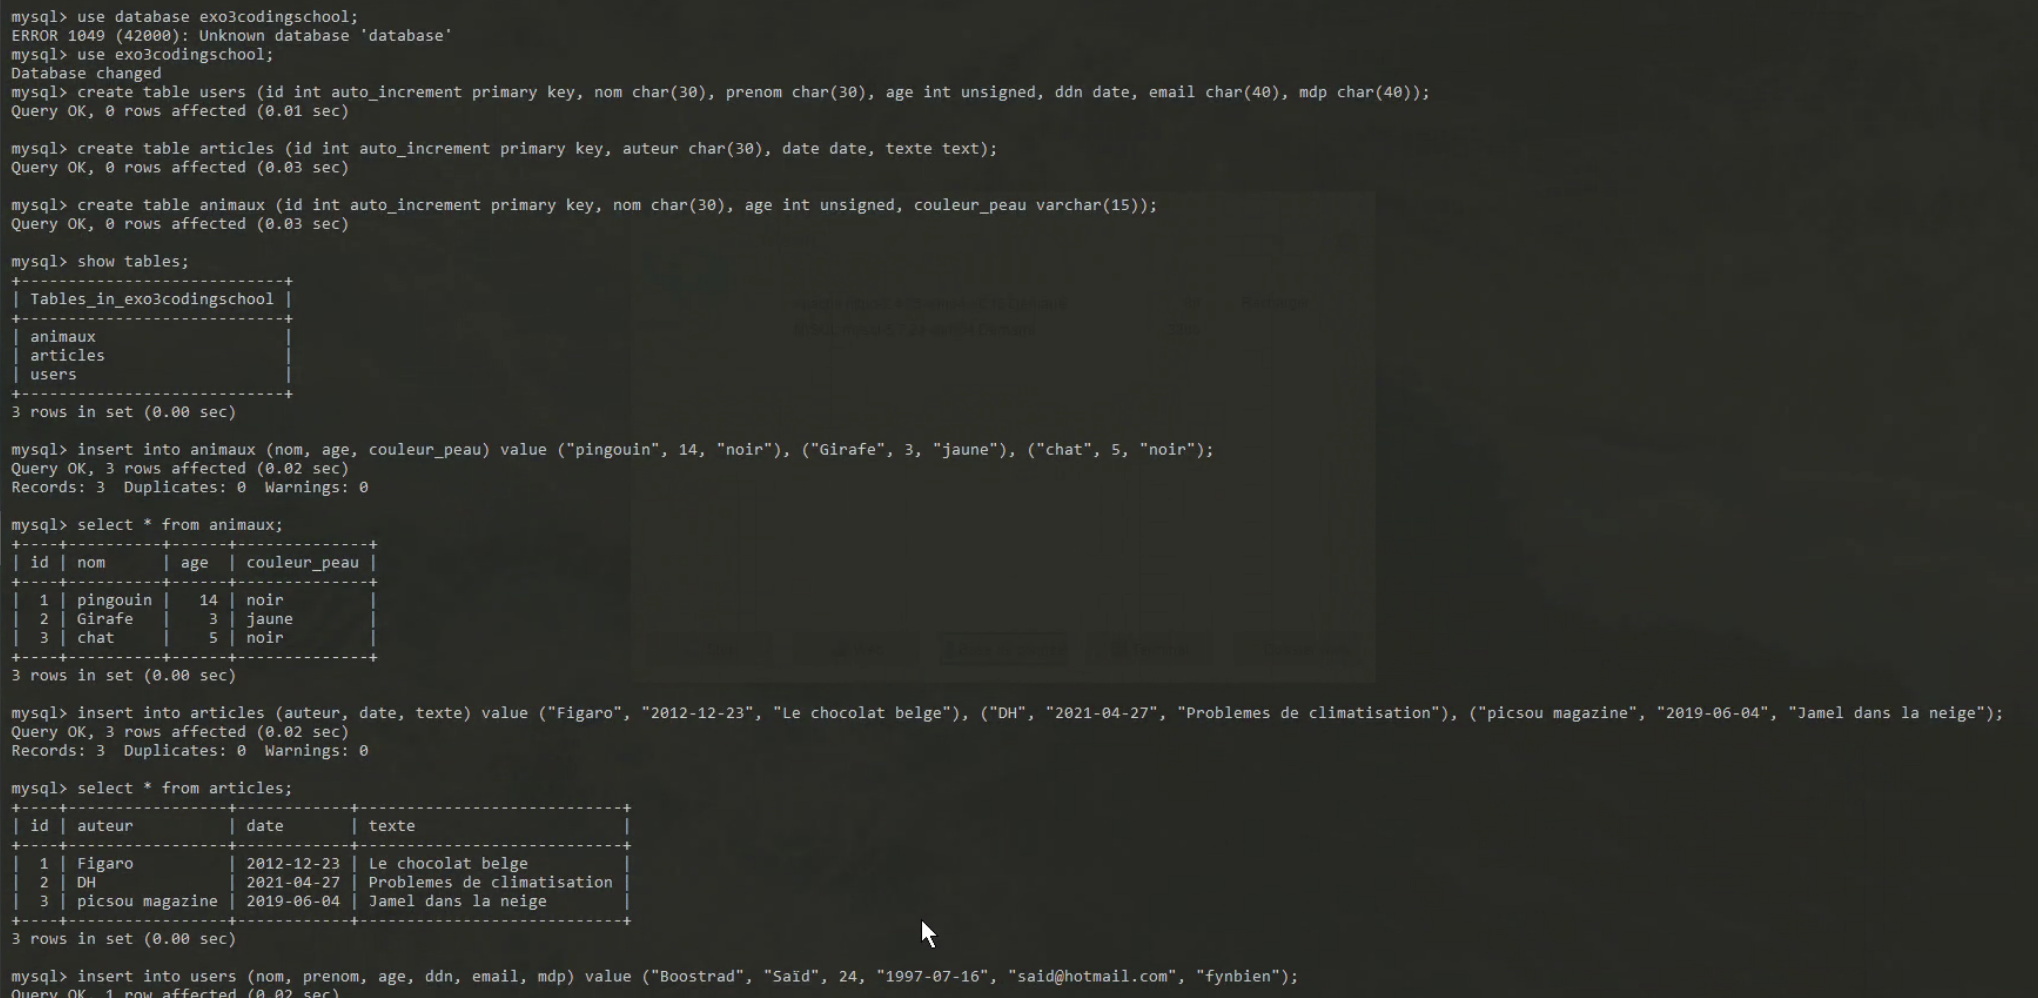 mysql> use database exo3codingschool;
ERROR 1049 (42000): Unknown database 'database'
mysql> use exo3codingschool;
Database changed
mysql> create table users (id int auto_increment primary key, nom char(30), prenom char(30), age int unsigned, ddn date, email char(40), mdp char(40));
Query OK, 0 rows affected (0.01 sec)

mysql> create table articles (id int auto_increment primary key, auteur char(30), date date, texte text);
Query OK, 0 rows affected (0.03 sec)

mysql> create table animaux (id int auto_increment primary key, nom char(30), age int unsigned, couleur_peau varchar(15));
Query OK, 0 rows affected (0.03 sec)

mysql> show tables;
+----------------------------+
| Tables_in_exo3codingschool |
+----------------------------+
| animaux                    |
| articles                   |
| users                      |
+----------------------------+
3 rows in set (0.00 sec)

mysql> insert into animaux (nom, age, couleur_peau) value ("pingouin", 14, "noir"), ("Girafe", 3, "jaune"), ("chat", 5, "noir");
Query OK, 3 rows affected (0.02 sec)
Records: 3  Duplicates: 0  Warnings: 0

mysql> select * from animaux;
+----+----------+------+--------------+
| id | nom      | age  | couleur_peau |
+----+----------+------+--------------+
|  1 | pingouin |   14 | noir         |
|  2 | Girafe   |    3 | jaune        |
|  3 | chat     |    5 | noir         |
+----+----------+------+--------------+
3 rows in set (0.00 sec)

mysql> insert into articles (auteur, date, texte) value ("Figaro", "2012-12-23", "Le chocolat belge"), ("DH", "2021-04-27", "Problemes de climatisation"), ("picsou magazine", "2019-06-04", "Jamel dans la neige");
Query OK, 3 rows affected (0.02 sec)
Records: 3  Duplicates: 0  Warnings: 0

mysql> select * from articles;
+----+-----------------+------------+----------------------------+
| id | auteur          | date       | texte                      |
+----+-----------------+------------+----------------------------+
|  1 | Figaro          | 2012-12-23 | Le chocolat belge          |
|  2 | DH              | 2021-04-27 | Problemes de climatisation |
|  3 | picsou magazine | 2019-06-04 | Jamel dans la neige        |
+----+-----------------+------------+----------------------------+
3 rows in set (0.00 sec)

mysql> insert into users (nom, prenom, age, ddn, email, mdp) value ("Boostrad", "Saïd", 24, "1997-07-16", "said@hotmail.com", "fynbien");
Query OK, 1 row affected (0.02 sec)